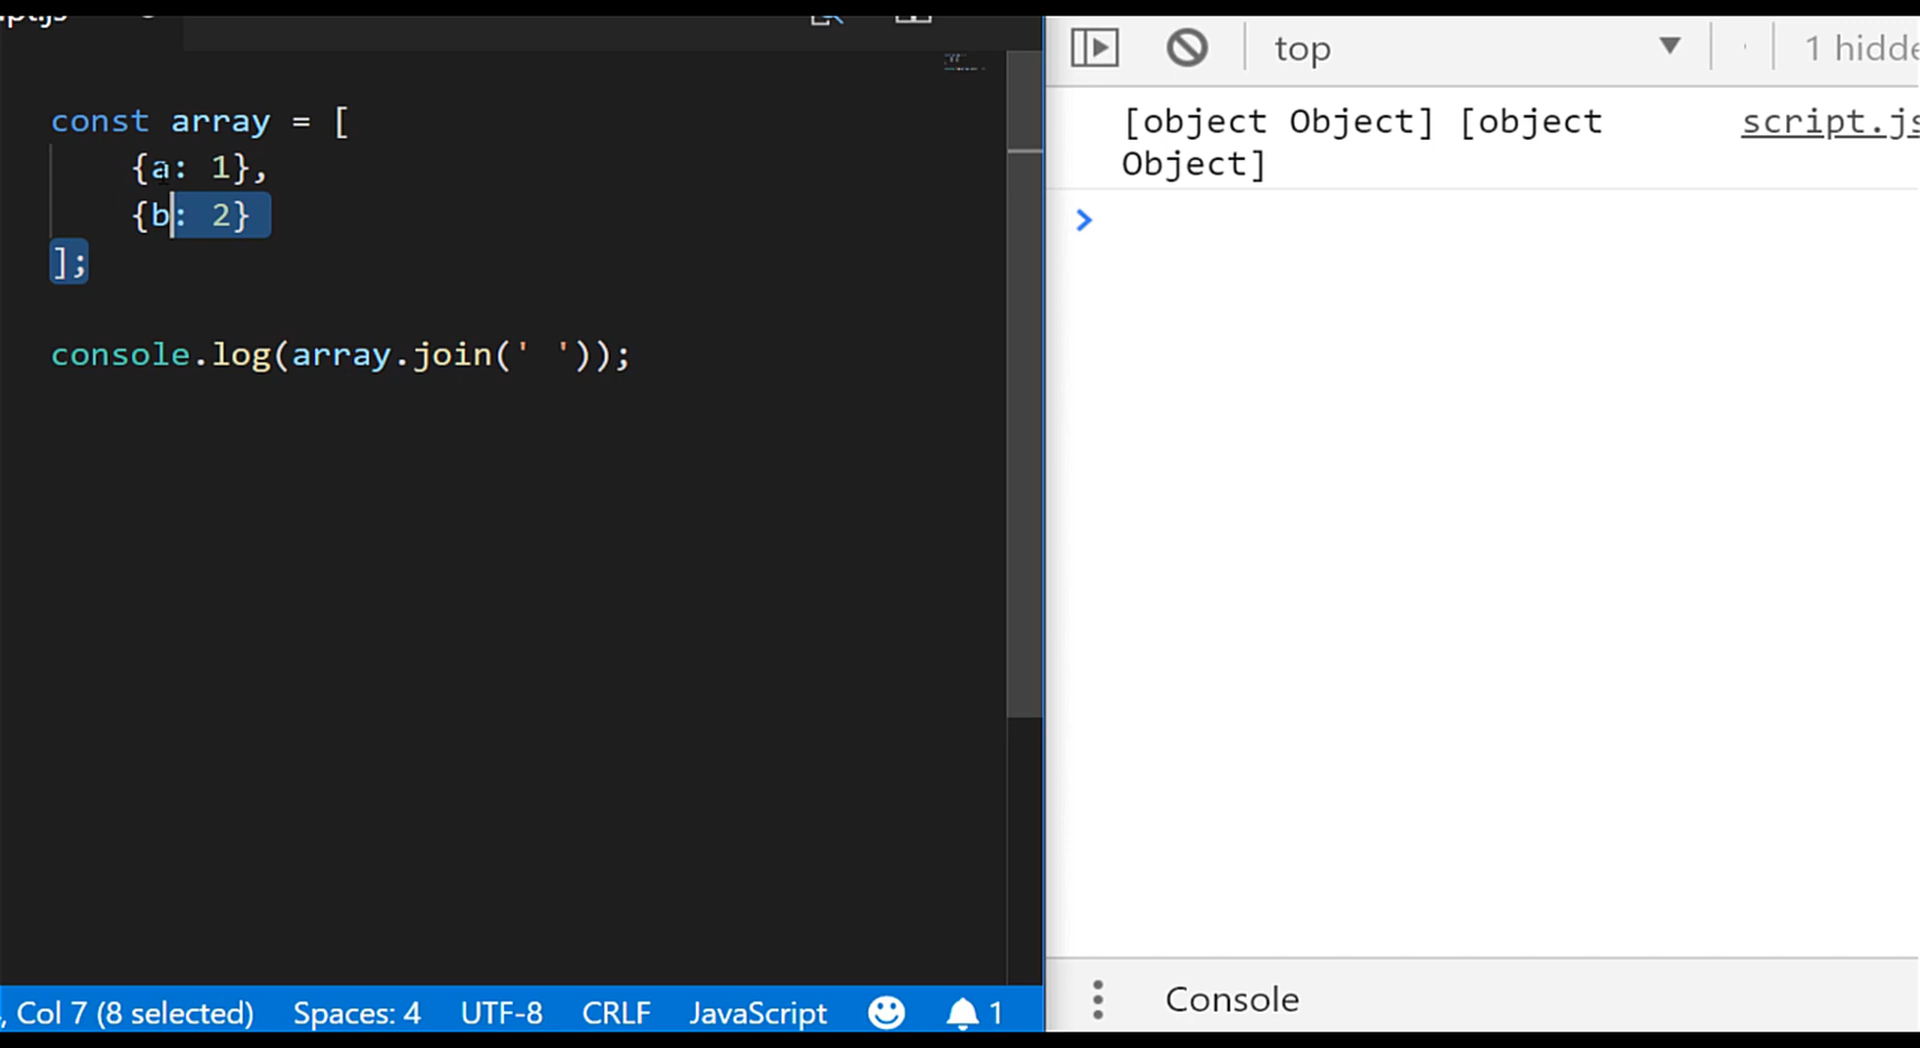 const array = [
{a: 1},
{b: 2}
];
console.log(array.join(' '));
Col 7 (8 selected) Spaces: 4 UTF-8 CRLF JavaScript 1
top 1 hidde
[object Object] [object script.js
Object]
Console